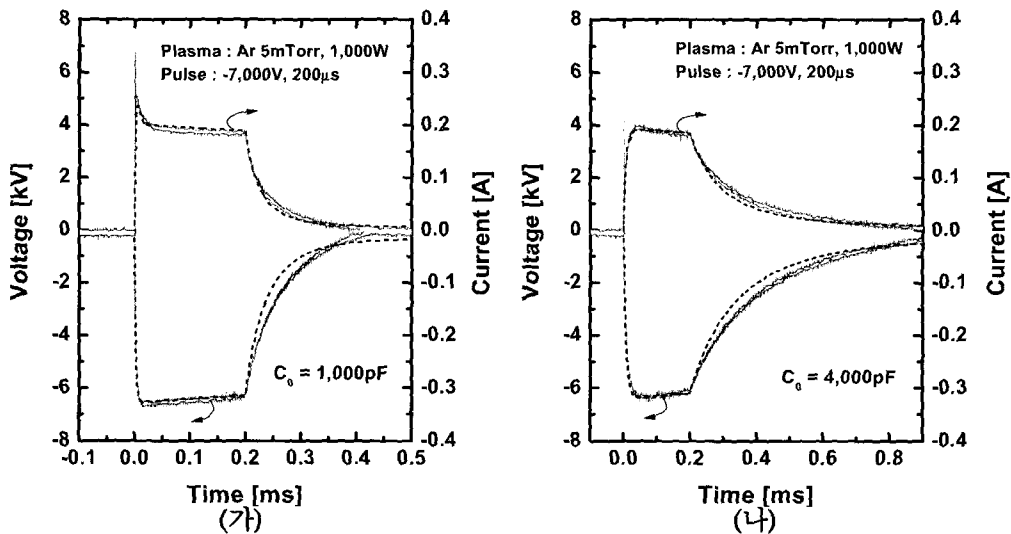 Plasma : Ar 5mTorr, 1,000W
Pulse : -7,000V, 200μs
C₀ = 1,000pF
Voltage [kV]
8
6
4
2
0
-2
-4
-6
-8
Current [A]
0.4
0.3
0.2
0.1
0.0
-0.1
-0.2
-0.3
-0.4
-0.1 0.0 0.1 0.2 0.3 0.4 0.5
Time [ms]
(가)
Plasma : Ar 5mTorr, 1,000W
Pulse : -7,000V, 200μs
C₀ = 4,000pF
Voltage [kV]
8
6
4
2
0
-2
-4
-6
-8
Current [A]
0.4
0.3
0.2
0.1
0.0
-0.1
-0.2
-0.3
-0.4
0.0 0.2 0.4 0.6 0.8
Time [ms]
(나)